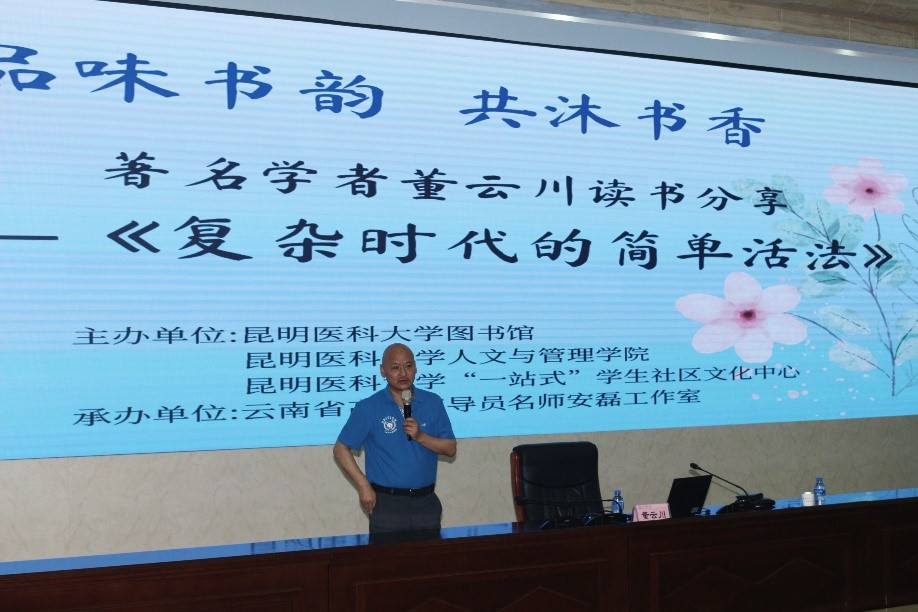 品味书韵 共沐书香
著名学者董云川读书分享
—《复杂时代的简单活法》
主办单位:昆明医科大学图书馆
昆明医科 学人文与管理学院
昆明医科 学“一站式”学生社区文化中心
承办单位:云南省 导员名师安磊工作室
董云川